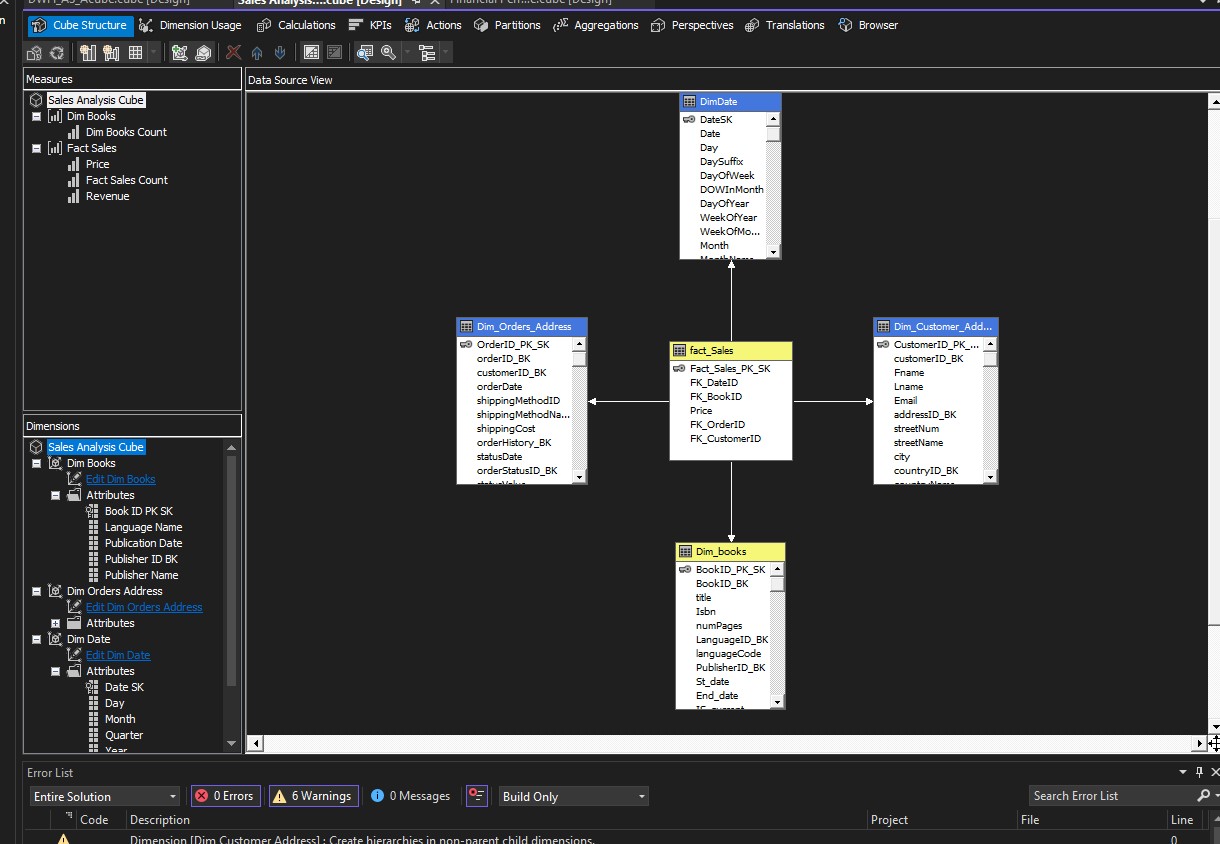 DWH_AS_Acube.cube [Design]
Sales Analysis....cube [Design]
Cube Structure
Dimension Usage
Calculations
KPIs
Actions
Partitions
Aggregations
Perspectives
Translations
Browser
Measures
Sales Analysis Cube
Dim Books
Dim Books Count
Fact Sales
Price
Fact Sales Count
Revenue
Dimensions
Sales Analysis Cube
Dim Books
Edit Dim Books
Attributes
Book ID PK SK
Language Name
Publication Date
Publisher ID BK
Publisher Name
Dim Orders Address
Edit Dim Orders Address
Attributes
Dim Date
Edit Dim Date
Attributes
Date SK
Day
Month
Quarter
Year
Data Source View
DimDate
DateSK
Date
Day
DaySuffix
DayOfWeek
DOWInMonth
DayOfYear
WeekOfYear
WeekOfMo...
Month
MonthName
Dim_Orders_Address
OrderID_PK_SK
orderID_BK
customerID_BK
orderDate
shippingMethodID
shippingMethodNa...
shippingCost
orderHistory_BK
statusDate
orderStatusID_BK
statusValue
fact_Sales
Fact_Sales_PK_SK
FK_DateID
FK_BookID
Price
FK_OrderID
FK_CustomerID
Dim_Customer_Add...
CustomerID_PK_...
customerID_BK
Fname
Lname
Email
addressID_BK
streetNum
streetName
city
countryID_BK
countryName
Dim_books
BookID_PK_SK
BookID_BK
title
Isbn
numPages
LanguageID_BK
languageCode
PublisherID_BK
St_date
End_date
IS_current
Error List
Entire Solution
0 Errors
6 Warnings
0 Messages
Build Only
Search Error List
Code
Description
Project
File
Line
Dimension [Dim Customer Address] : Create hierarchies in non-parent child dimensions.
0